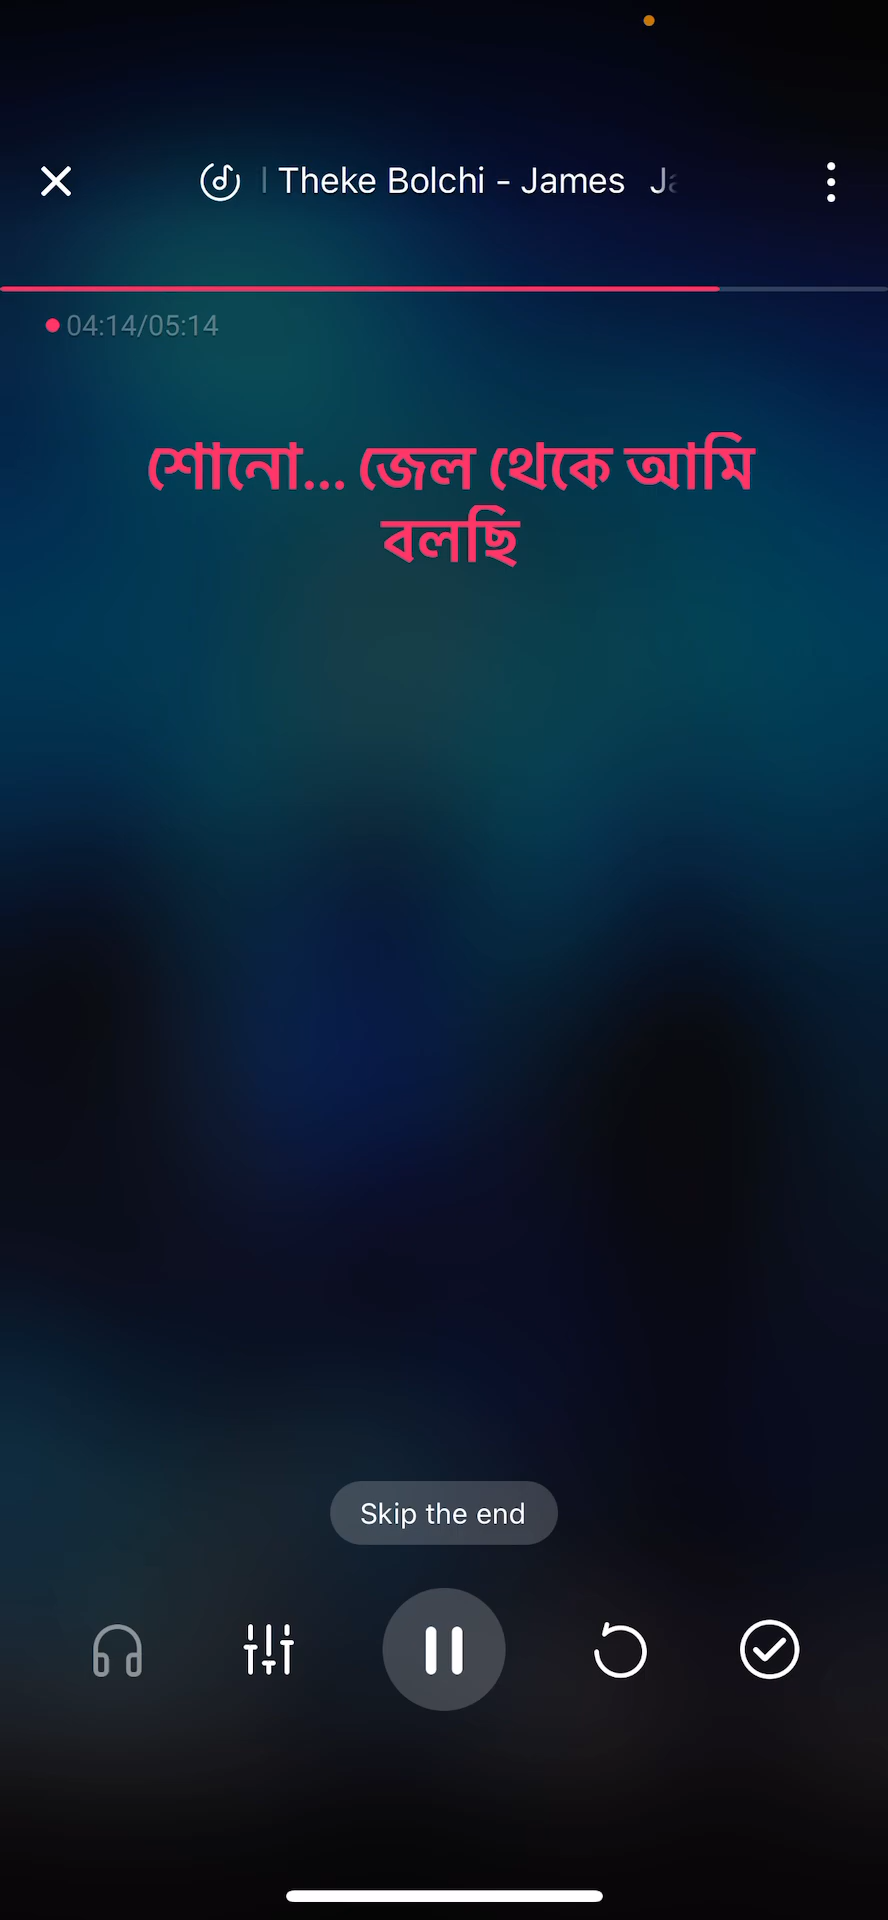 Theke Bolchi - James
04:14/05:14
শোনো... জেল থেকে আমি
বলছি
Skip the end